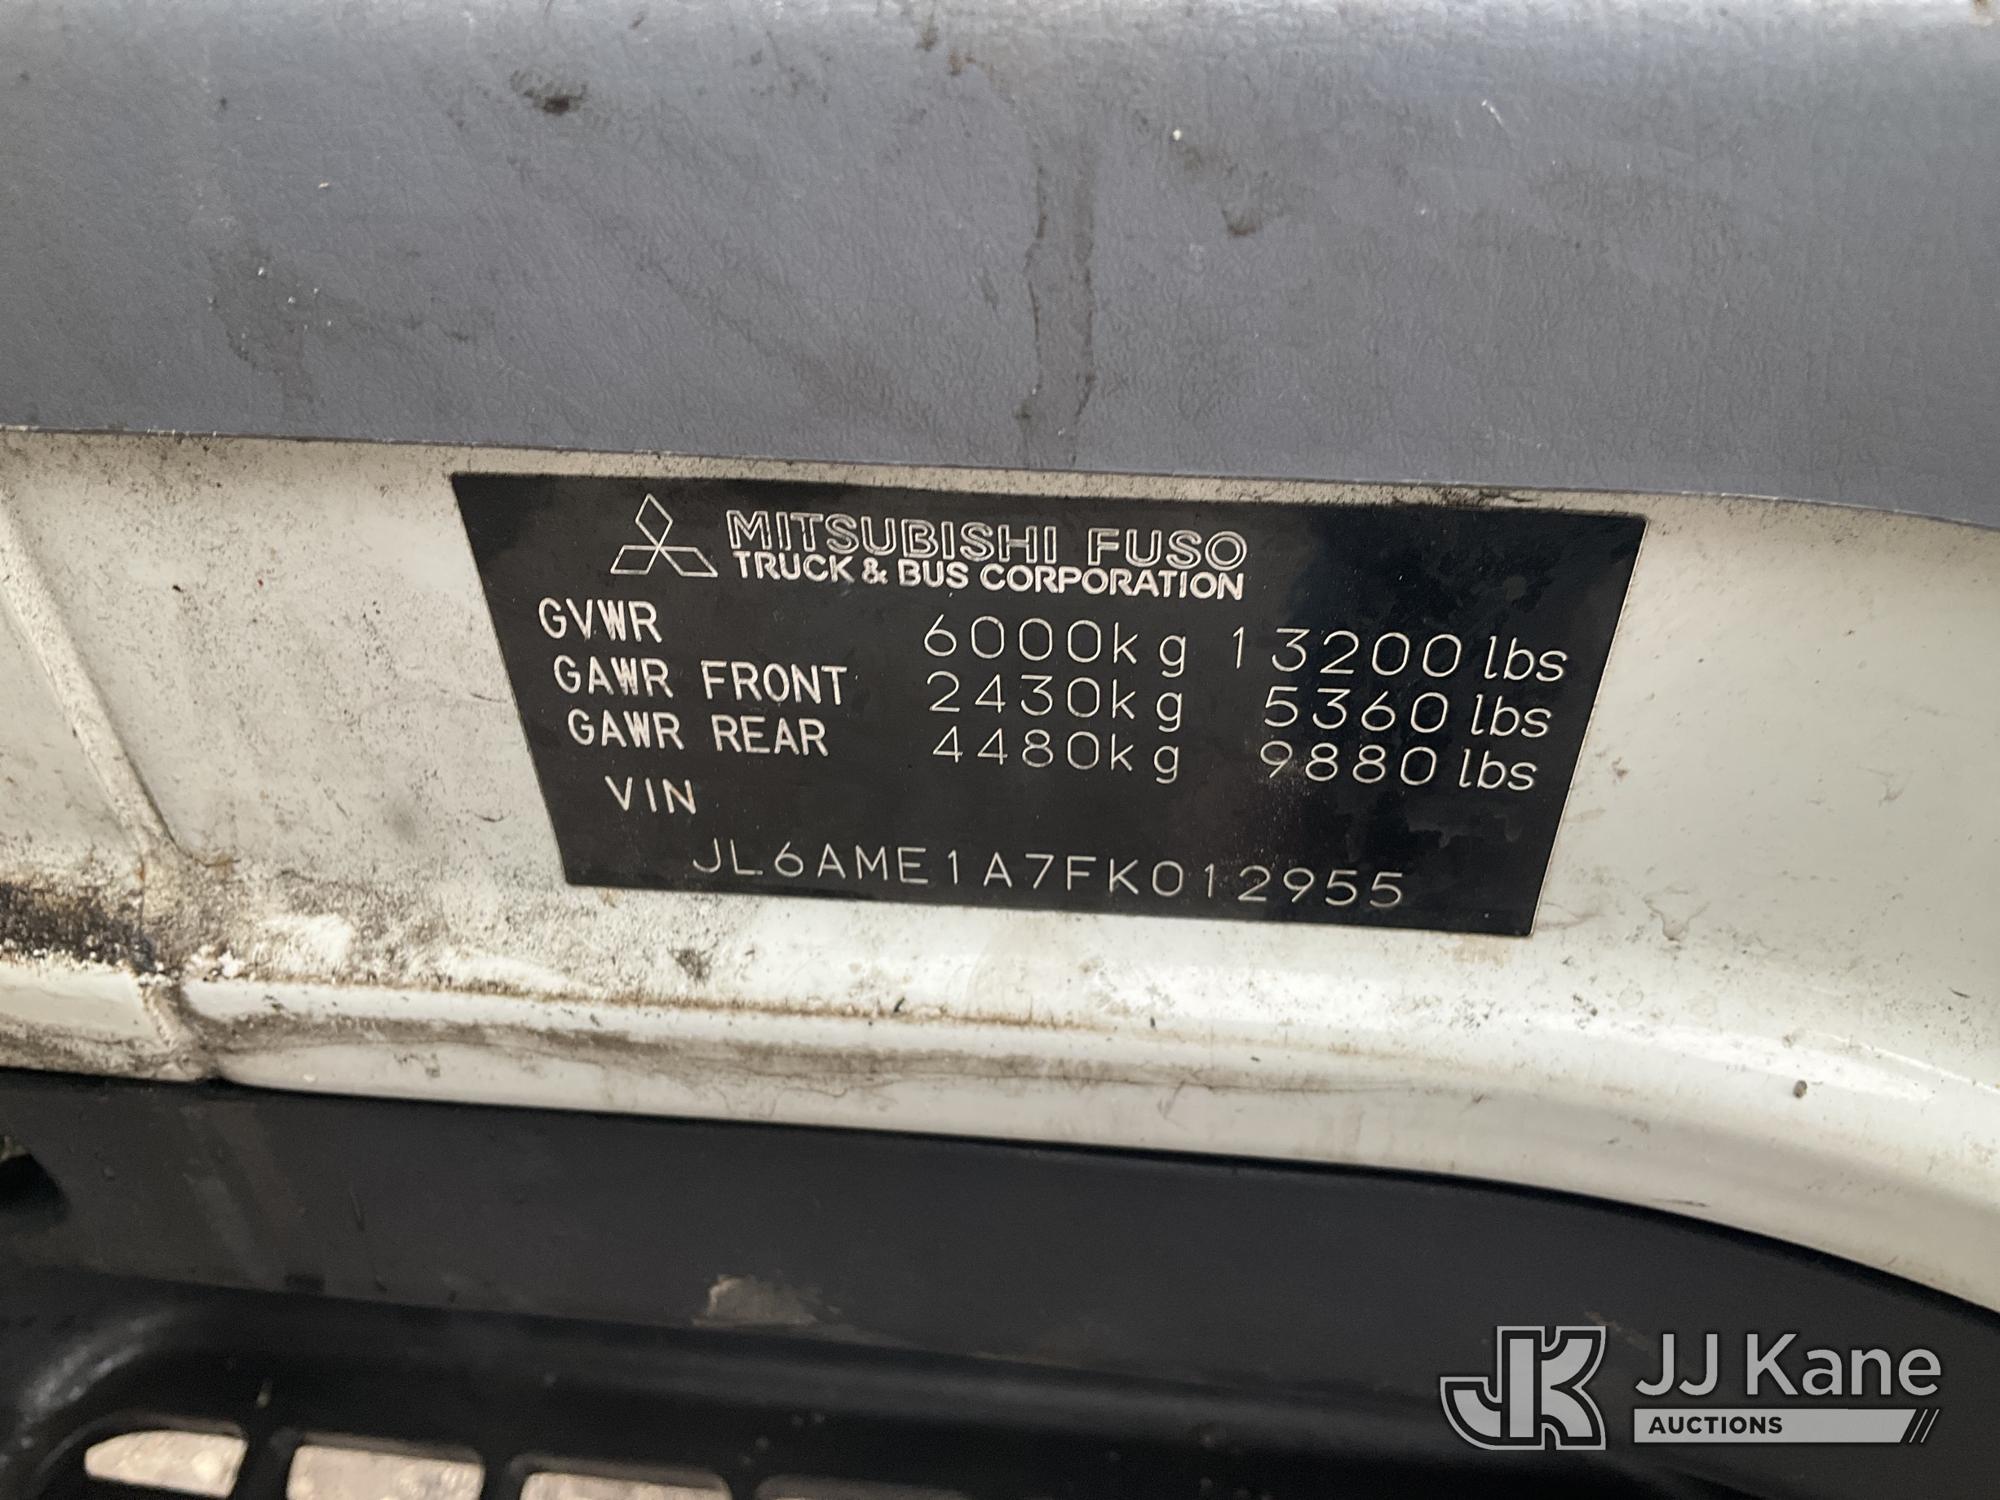 MITSUBISHI FUSO
TRUCK & BUS CORPORATION
GVWR 6000kg 13200lbs
GAWR FRONT 2430kg 5360lbs
GAWR REAR 4480kg 9880lbs
VIN
JL6AME1A7FK012955
JK JJ Kane
AUCTIONS